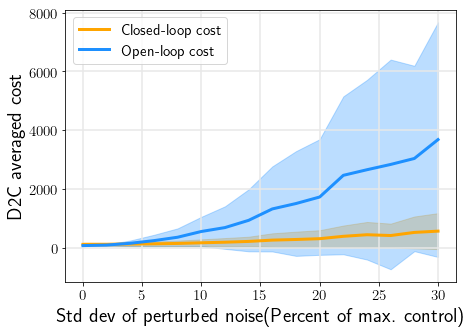 Closed-loop cost
Open-loop cost
D2C averaged cost
8000
6000
4000
2000
0
0 5 10 15 20 25 30
Std dev of perturbed noise(Percent of max. control)